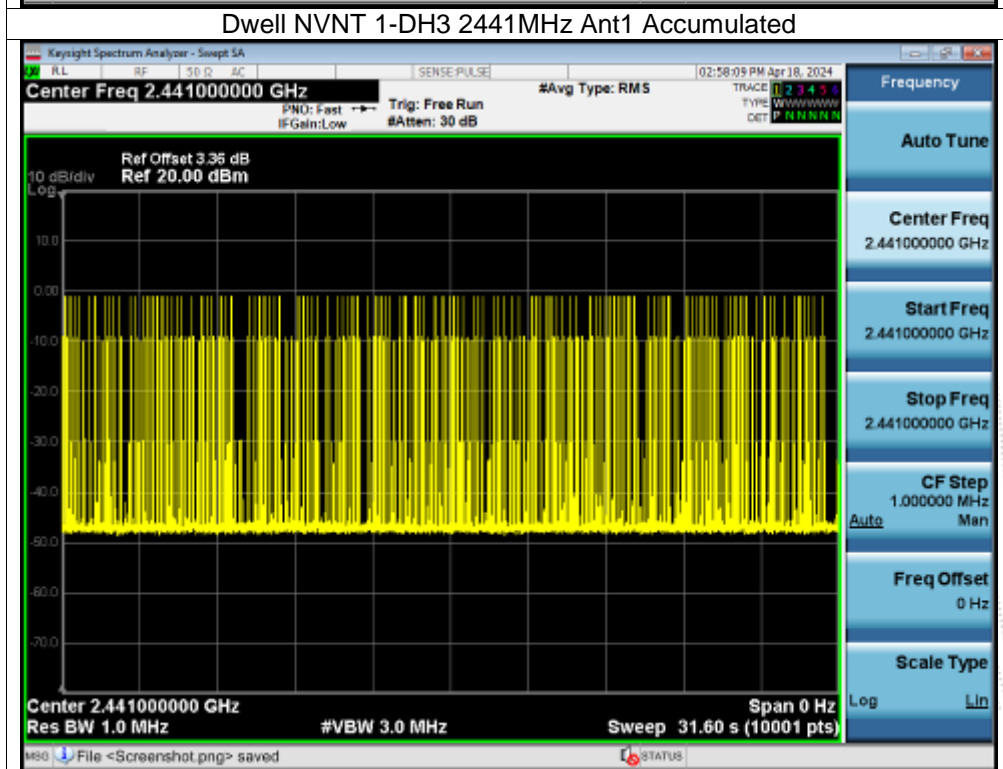 Dwell NVNT 1-DH3 2441MHz Ant1 Accumulated
Keysight Spectrum Analyzer - Swept SA
RL RF 50 Ω AC SENSE:PULSE 02:58:09 PM Apr 18, 2024
Center Freq 2.441000000 GHz #Avg Type: RMS TRACE 1 2 3 4 5 6
PNO: Fast Trig: Free Run TYPE WWWWWW
IFGain:Low #Atten: 30 dB DET P N N N N N
Frequency
Auto Tune
Ref Offset 3.36 dB
10 dB/div Ref 20.00 dBm
Log
10.0
0.00
-10.0
-20.0
-30.0
-40.0
-50.0
-60.0
-70.0
Center Freq
2.441000000 GHz
Start Freq
2.441000000 GHz
Stop Freq
2.441000000 GHz
CF Step
1.000000 MHz
Auto Man
Freq Offset
0 Hz
Scale Type
Log Lin
Center 2.441000000 GHz Span 0 Hz
Res BW 1.0 MHz #VBW 3.0 MHz Sweep 31.60 s (10001 pts)
MSG File <Screenshot.png> saved STATUS